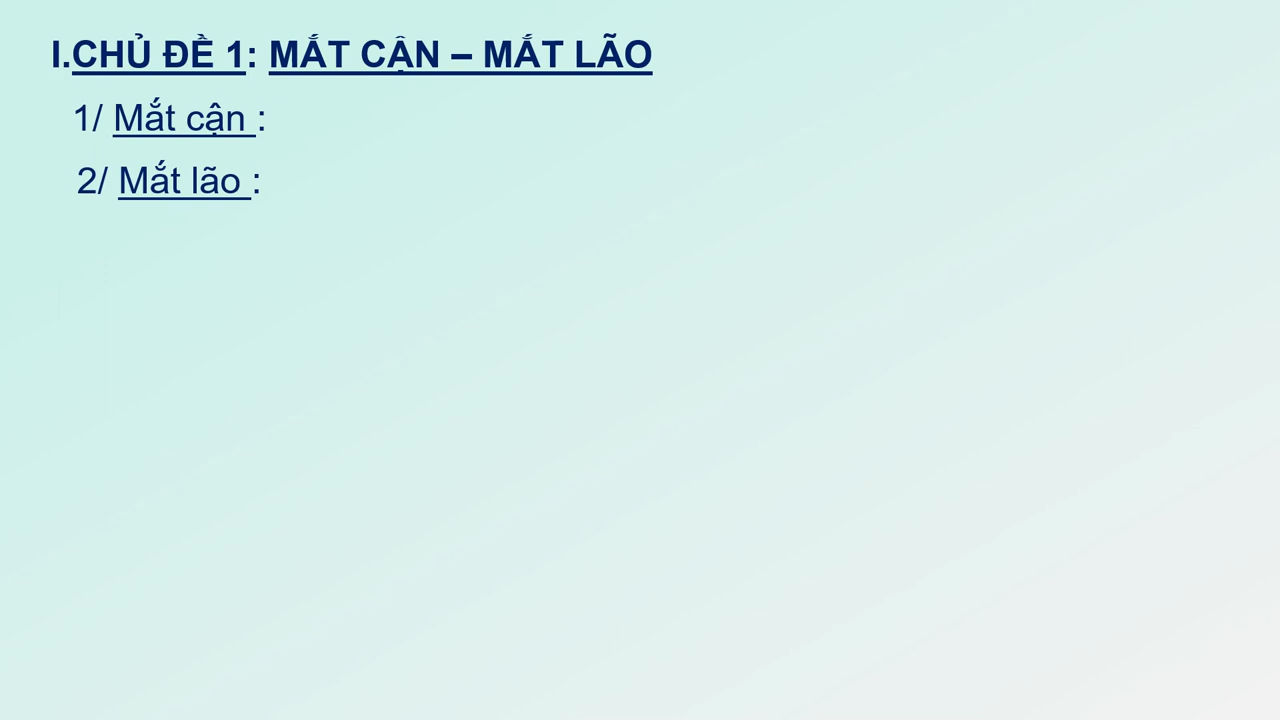 I.CHỦ ĐỀ 1: MẮT CẬN – MẮT LÃO
1/ Mắt cận :
2/ Mắt lão :